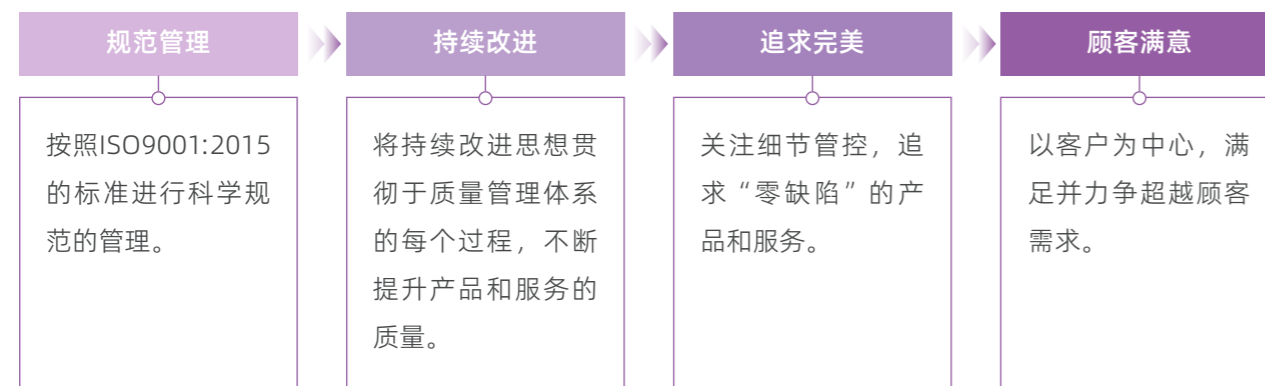 规范管理
按照ISO9001:2015
的标准进行科学规
范的管理。
持续改进
将持续改进思想贯
彻于质量管理体系
的每个过程，不断
提升产品和服务的
质量。
追求完美
关注细节管控，追
求“零缺陷”的产
品和服务。
顾客满意
以客户为中心，满
足并力争超越顾客
需求。